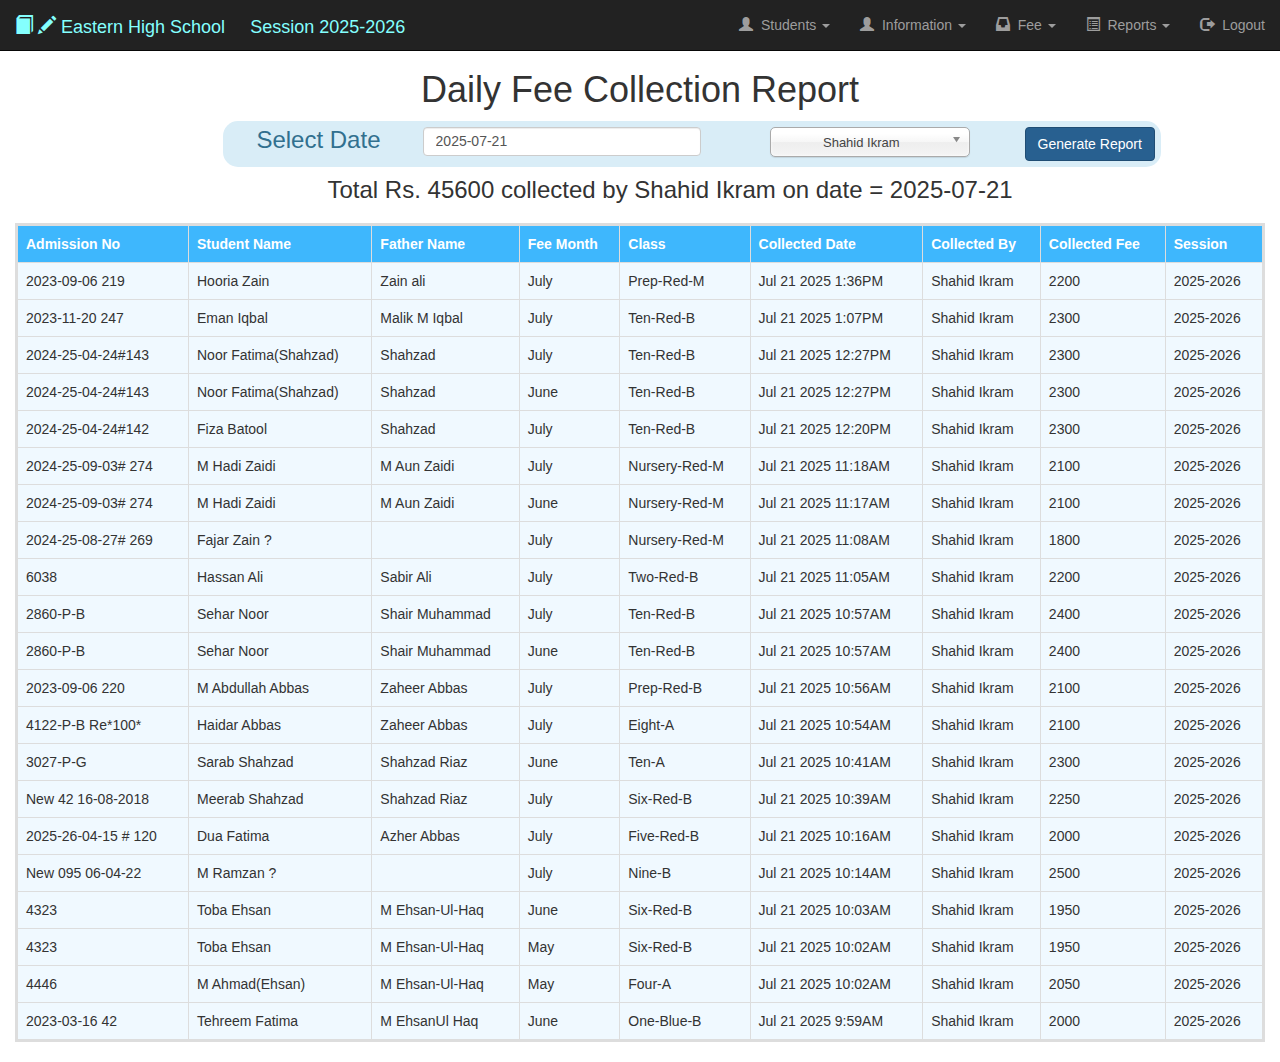 Eastern High School Session 2025-2026 Students Information Fee Reports Logout
Daily Fee Collection Report
Select Date 2025-07-21 Shahid Ikram Generate Report
Total Rs. 45600 collected by Shahid Ikram on date = 2025-07-21
Admission No Student Name Father Name Fee Month Class Collected Date Collected By Collected Fee Session
2023-09-06 219 Hooria Zain Zain ali July Prep-Red-M Jul 21 2025 1:36PM Shahid Ikram 2200 2025-2026
2023-11-20 247 Eman Iqbal Malik M Iqbal July Ten-Red-B Jul 21 2025 1:07PM Shahid Ikram 2300 2025-2026
2024-25-04-24#143 Noor Fatima(Shahzad) Shahzad July Ten-Red-B Jul 21 2025 12:27PM Shahid Ikram 2300 2025-2026
2024-25-04-24#143 Noor Fatima(Shahzad) Shahzad June Ten-Red-B Jul 21 2025 12:27PM Shahid Ikram 2300 2025-2026
2024-25-04-24#142 Fiza Batool Shahzad July Ten-Red-B Jul 21 2025 12:20PM Shahid Ikram 2300 2025-2026
2024-25-09-03# 274 M Hadi Zaidi M Aun Zaidi July Nursery-Red-M Jul 21 2025 11:18AM Shahid Ikram 2100 2025-2026
2024-25-09-03# 274 M Hadi Zaidi M Aun Zaidi June Nursery-Red-M Jul 21 2025 11:17AM Shahid Ikram 2100 2025-2026
2024-25-08-27# 269 Fajar Zain ? July Nursery-Red-M Jul 21 2025 11:08AM Shahid Ikram 1800 2025-2026
6038 Hassan Ali Sabir Ali July Two-Red-B Jul 21 2025 11:05AM Shahid Ikram 2200 2025-2026
2860-P-B Sehar Noor Shair Muhammad July Ten-Red-B Jul 21 2025 10:57AM Shahid Ikram 2400 2025-2026
2860-P-B Sehar Noor Shair Muhammad June Ten-Red-B Jul 21 2025 10:57AM Shahid Ikram 2400 2025-2026
2023-09-06 220 M Abdullah Abbas Zaheer Abbas July Prep-Red-B Jul 21 2025 10:56AM Shahid Ikram 2100 2025-2026
4122-P-B Re*100* Haidar Abbas Zaheer Abbas July Eight-A Jul 21 2025 10:54AM Shahid Ikram 2100 2025-2026
3027-P-G Sarab Shahzad Shahzad Riaz June Ten-A Jul 21 2025 10:41AM Shahid Ikram 2300 2025-2026
New 42 16-08-2018 Meerab Shahzad Shahzad Riaz July Six-Red-B Jul 21 2025 10:39AM Shahid Ikram 2250 2025-2026
2025-26-04-15 # 120 Dua Fatima Azher Abbas July Five-Red-B Jul 21 2025 10:16AM Shahid Ikram 2000 2025-2026
New 095 06-04-22 M Ramzan ? July Nine-B Jul 21 2025 10:14AM Shahid Ikram 2500 2025-2026
4323 Toba Ehsan M Ehsan-Ul-Haq June Six-Red-B Jul 21 2025 10:03AM Shahid Ikram 1950 2025-2026
4323 Toba Ehsan M Ehsan-Ul-Haq May Six-Red-B Jul 21 2025 10:02AM Shahid Ikram 1950 2025-2026
4446 M Ahmad(Ehsan) M Ehsan-Ul-Haq May Four-A Jul 21 2025 10:02AM Shahid Ikram 2050 2025-2026
2023-03-16 42 Tehreem Fatima M EhsanUl Haq June One-Blue-B Jul 21 2025 9:59AM Shahid Ikram 2000 2025-2026